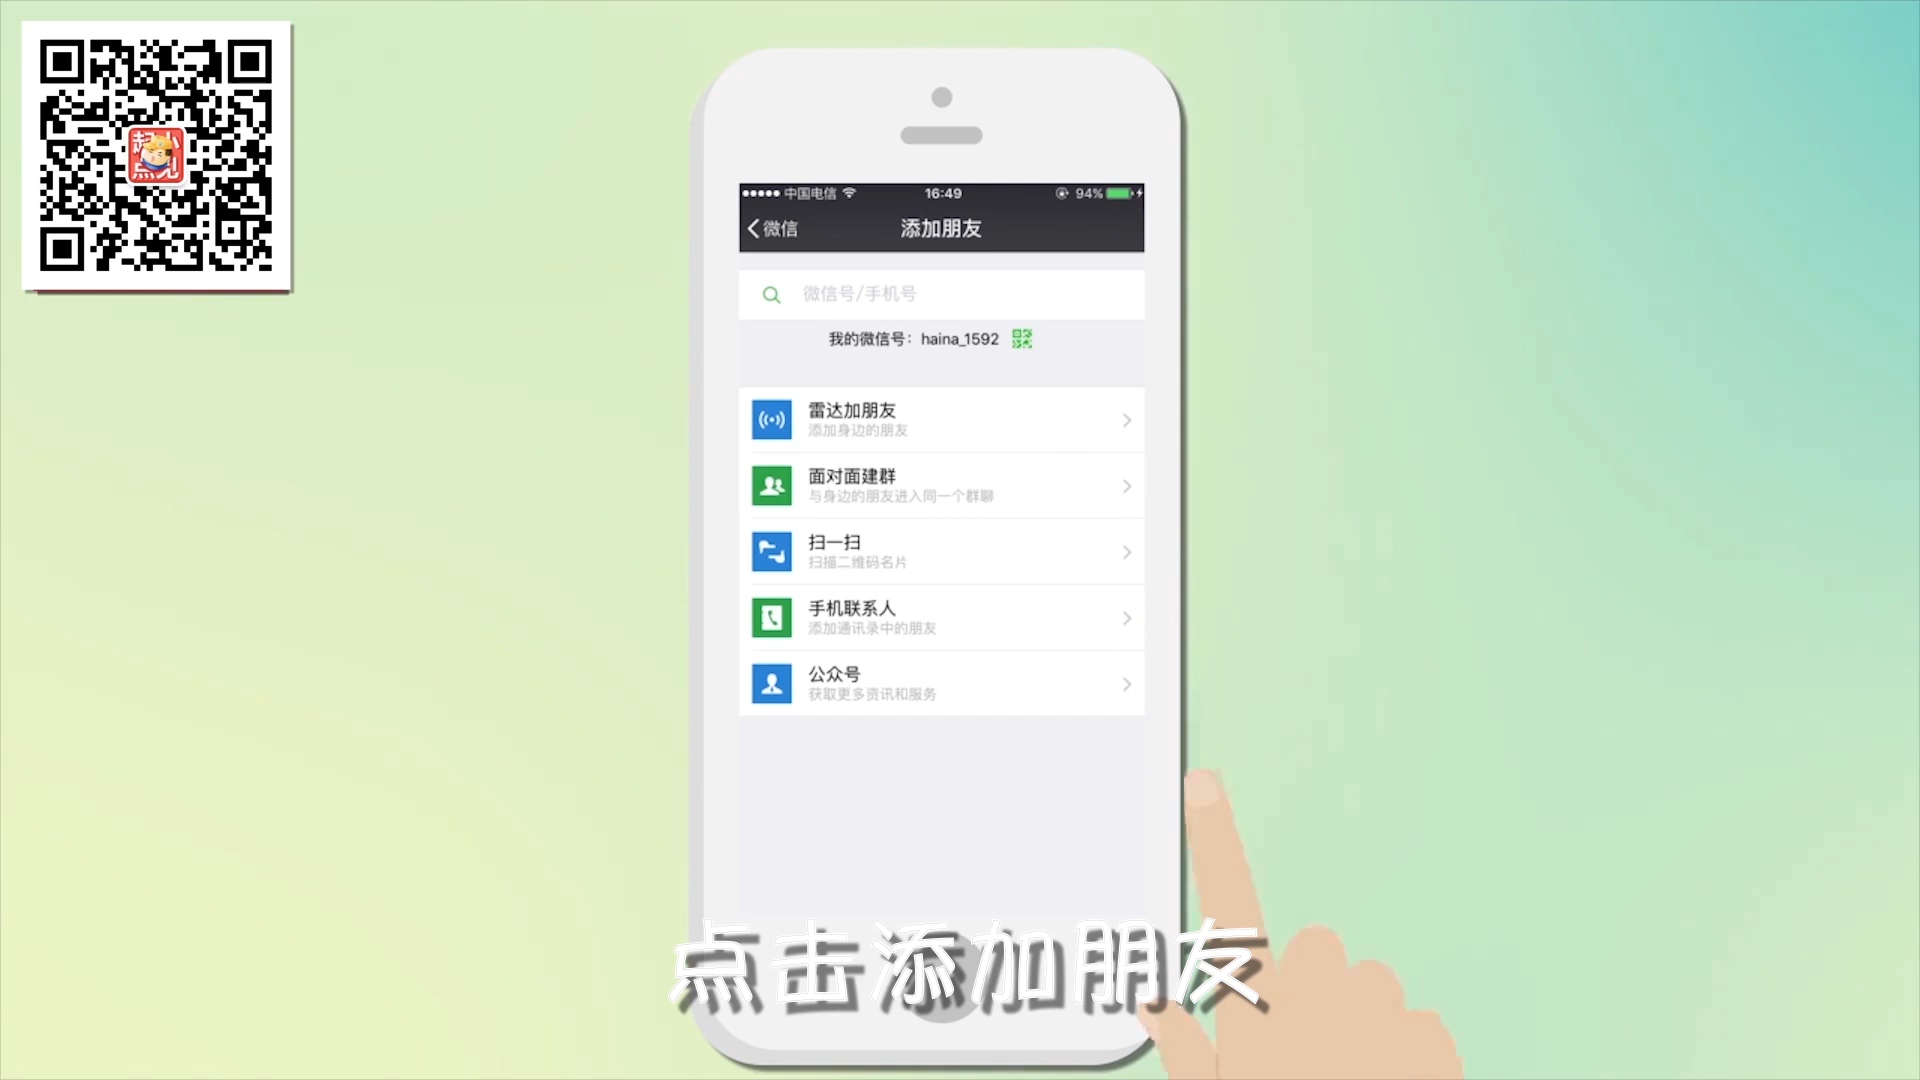 中国电信
16:49
94%
微信
添加朋友
微信号/手机号
我的微信号：haina_1592
雷达加朋友
添加身边的朋友
面对面建群
与身边的朋友进入同一个群聊
扫一扫
扫描二维码名片
手机联系人
添加通讯录中的朋友
公众号
获取更多资讯和服务
点击添加朋友